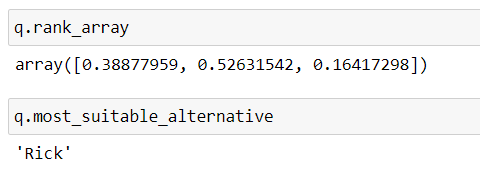 q.rank_array
array([0.38877959, 0.52631542, 0.16417298])
q.most_suitable_alternative
'Rick'